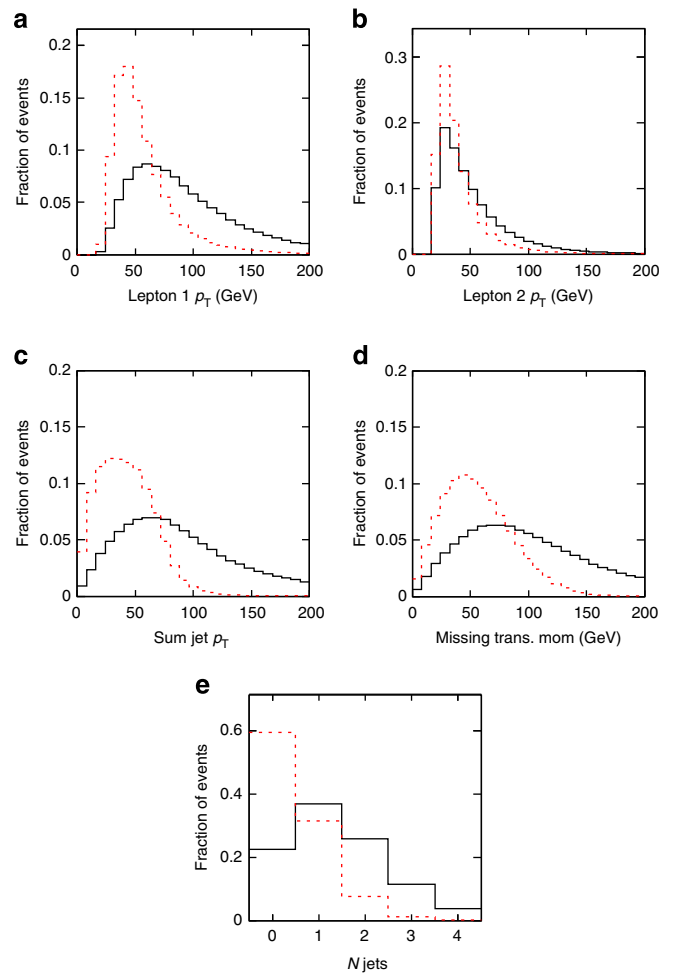 a
0.2
0.15
0.1
0.05
0
Fraction of events
0 50 100 150 200
Lepton 1 pT (GeV)
b
0.3
0.2
0.1
0
Fraction of events
0 50 100 150 200
Lepton 2 pT (GeV)
c
0.2
0.15
0.1
0.05
0
Fraction of events
0 50 100 150 200
Sum jet pT
d
0.2
0.15
0.1
0.05
0
Fraction of events
0 50 100 150 200
Missing trans. mom (GeV)
e
0.6
0.4
0.2
0
Fraction of events
0 1 2 3 4
N jets